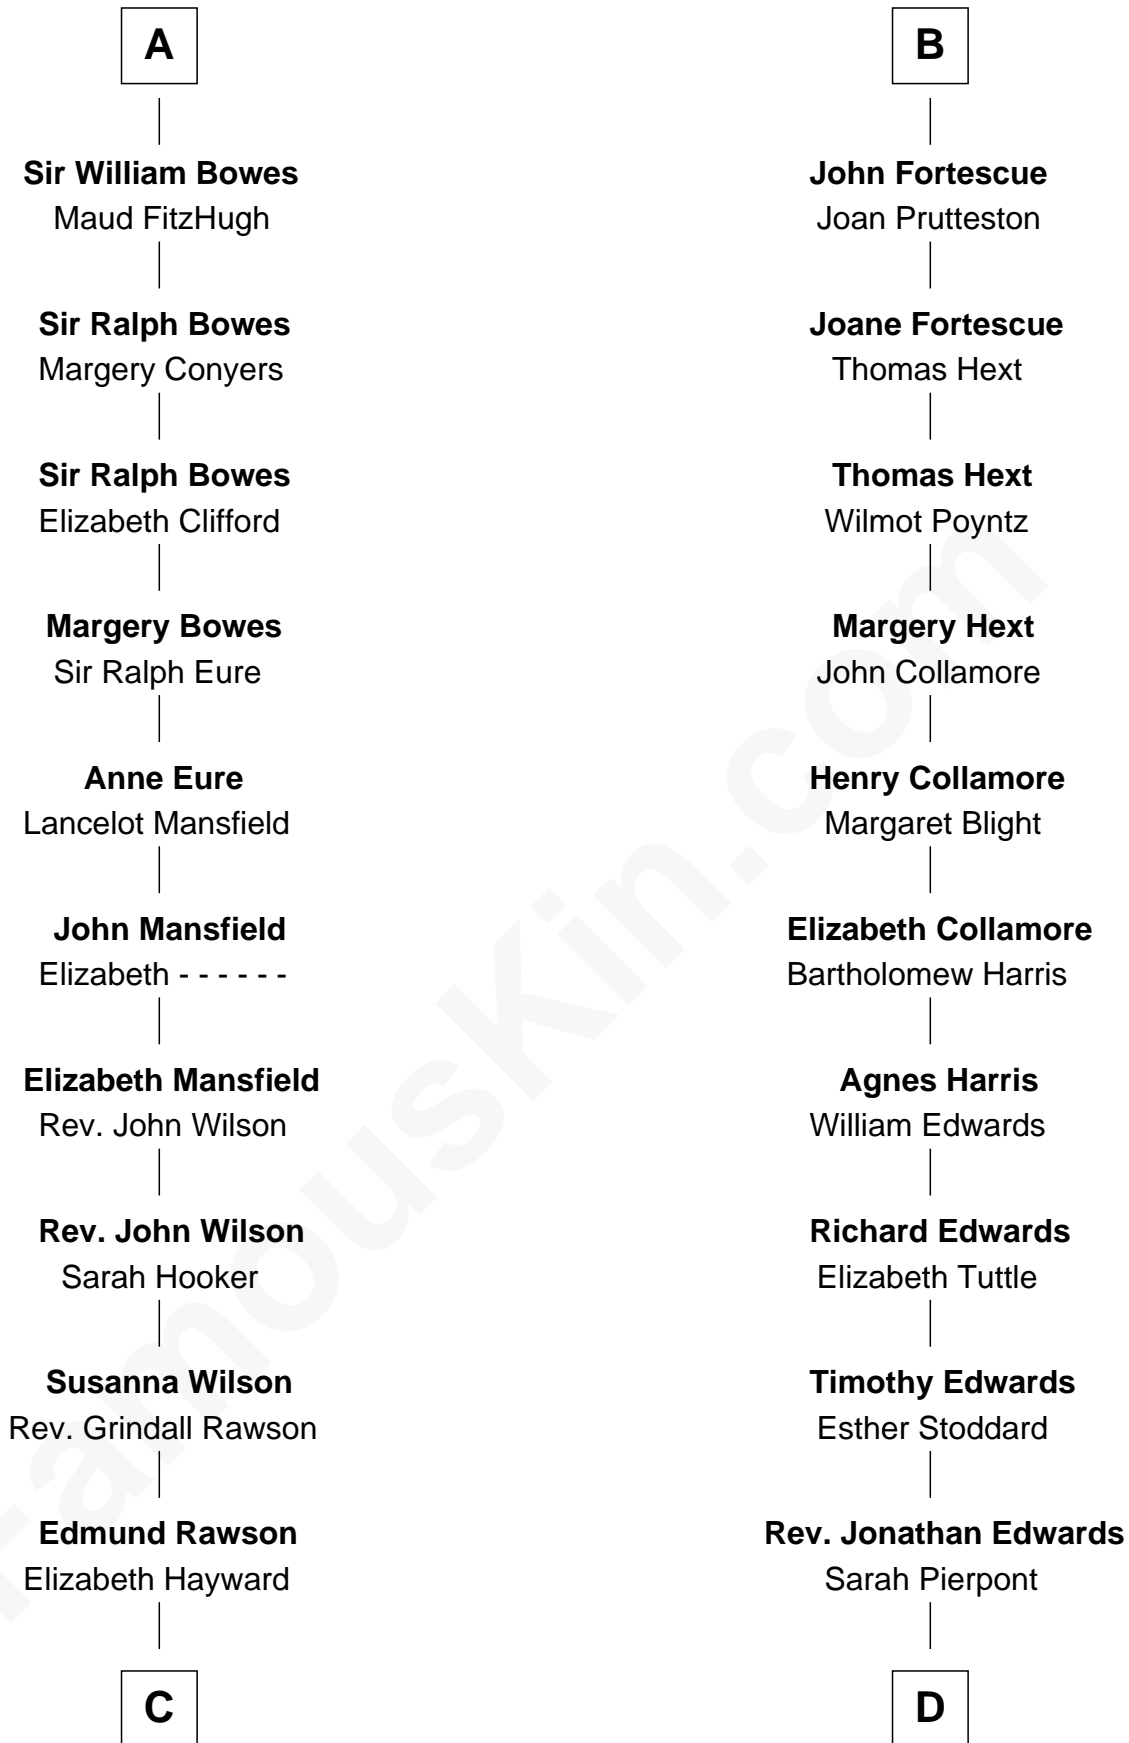 A
Sir William Bowes
Maud FitzHugh
Sir Ralph Bowes
Margery Conyers
Sir Ralph Bowes
Elizabeth Clifford
Margery Bowes
Sir Ralph Eure
Anne Eure
Lancelot Mansfield
John Mansfield
Elizabeth - - - - - -
Elizabeth Mansfield
Rev. John Wilson
Rev. John Wilson
Sarah Hooker
Susanna Wilson
Rev. Grindall Rawson
Edmund Rawson
Elizabeth Hayward
C
B
John Fortescue
Joan Prutteston
Joane Fortescue
Thomas Hext
Thomas Hext
Wilmot Poyntz
Margery Hext
John Collamore
Henry Collamore
Margaret Blight
Elizabeth Collamore
Bartholomew Harris
Agnes Harris
William Edwards
Richard Edwards
Elizabeth Tuttle
Timothy Edwards
Esther Stoddard
Rev. Jonathan Edwards
Sarah Pierpont
D
FamousKin.com